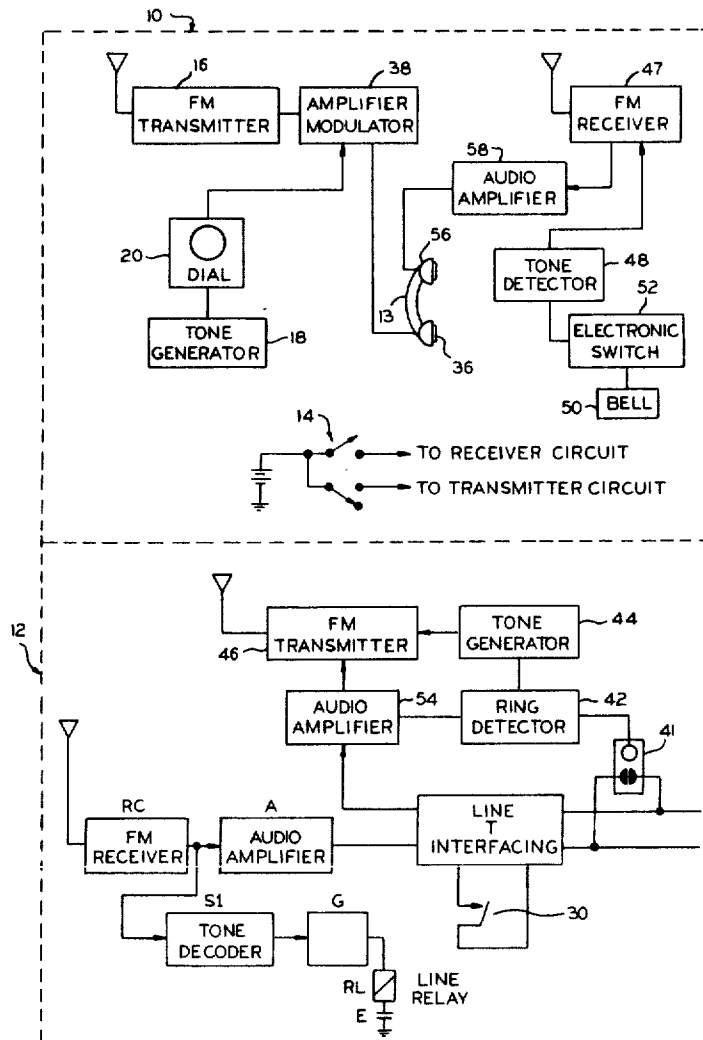 10
16
FM
TRANSMITTER
38
AMPLIFIER
MODULATOR
47
FM
RECEIVER
58
AUDIO
AMPLIFIER
20
DIAL
56
13
36
TONE
DETECTOR
48
52
ELECTRONIC
SWITCH
TONE
GENERATOR
18
50
BELL
14
TO RECEIVER CIRCUIT
TO TRANSMITTER CIRCUIT
12
FM
TRANSMITTER
46
TONE
GENERATOR
44
AUDIO
AMPLIFIER
54
RING
DETECTOR
42
41
RC
FM
RECEIVER
A
AUDIO
AMPLIFIER
LINE
T
INTERFACING
30
S1
TONE
DECODER
G
RL
LINE
RELAY
E